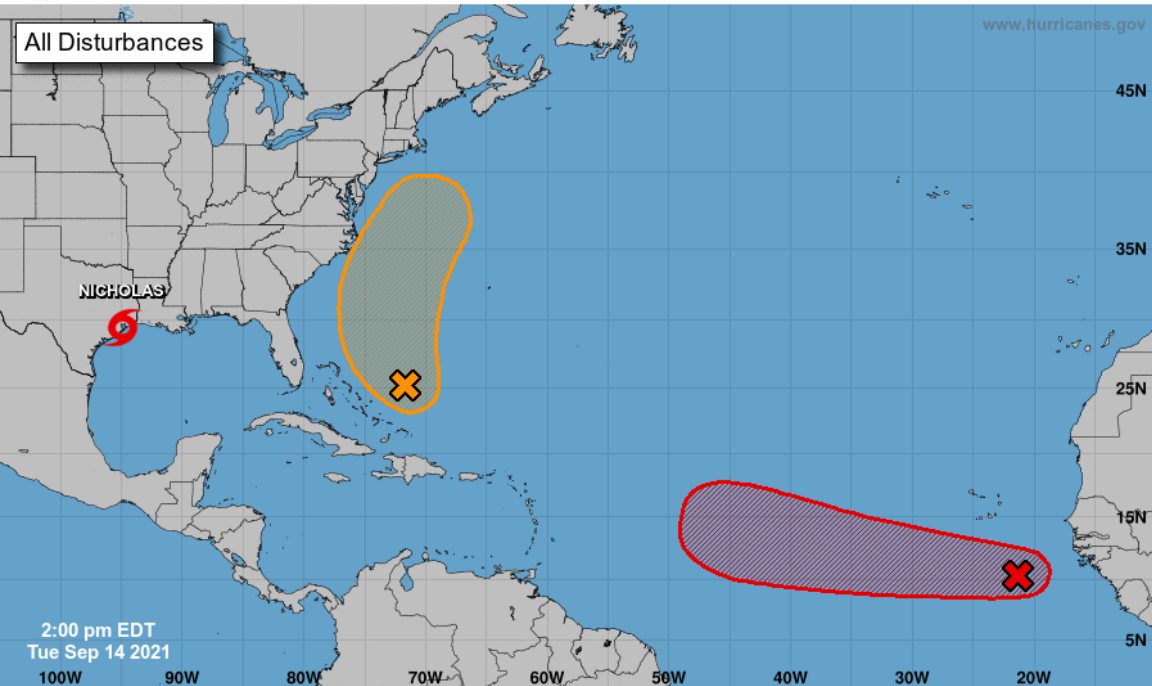 All Disturbances
www.hurricanes.gov
45N
35N
NICHOLAS
25N
15N
2:00 pm EDT
Tue Sep 14 2021
5N
100W 90W 80W 70W 60W 50W 40W 30W 20W